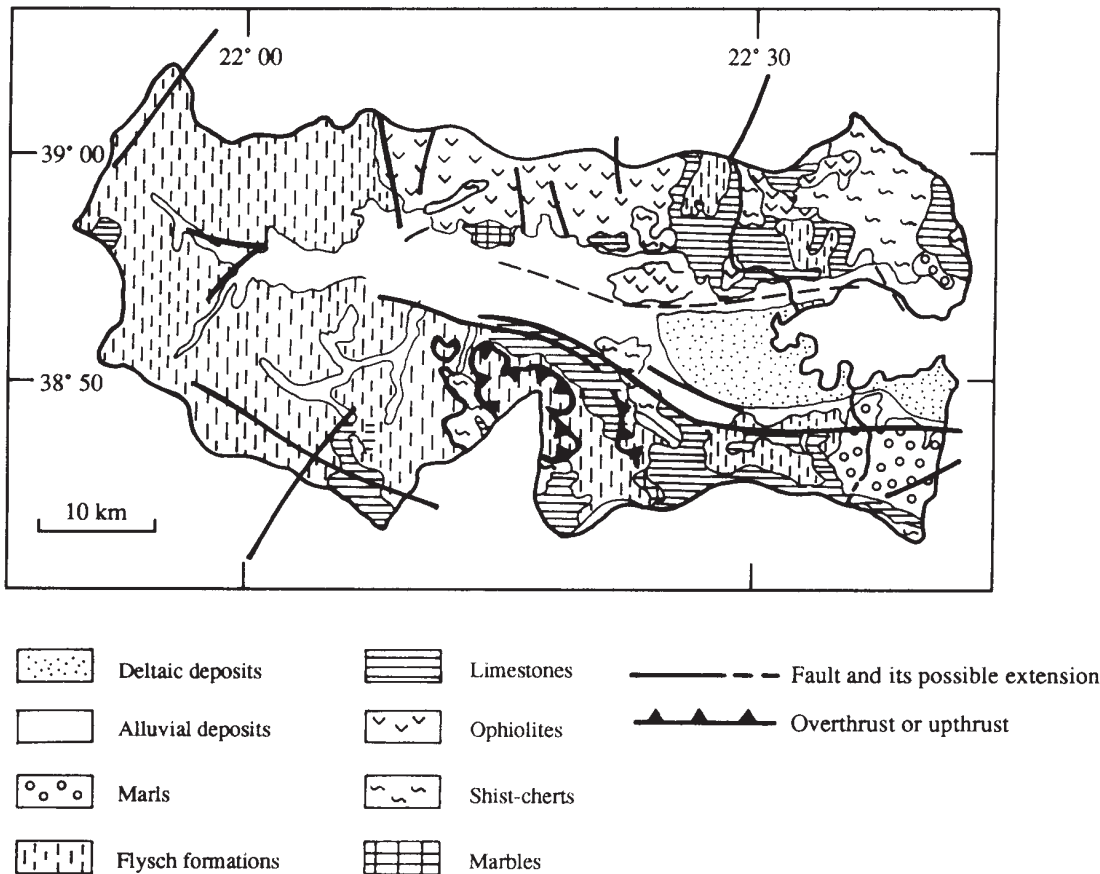 22° 00
22° 30
39° 00
38° 50
10 km
Deltaic deposits
Limestones
Fault and its possible extension
Alluvial deposits
Ophiolites
Overthrust or upthrust
Marls
Shist-cherts
Flysch formations
Marbles